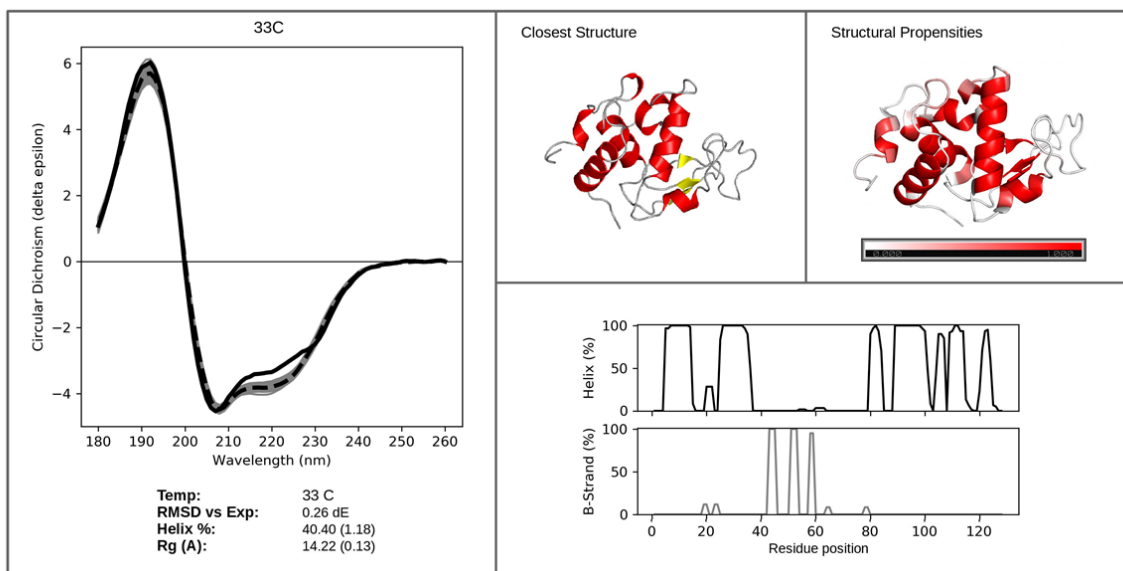 33C
Circular Dichroism (delta epsilon)
6
4
2
0
−2
−4
180 190 200 210 220 230 240 250 260
Wavelength (nm)
Temp: 33 C
RMSD vs Exp: 0.26 dE
Helix %: 40.40 (1.18)
Rg (A): 14.22 (0.13)
Closest Structure
Structural Propensities
0.000 1.000
Helix (%)
100
50
0
B-Strand (%)
100
50
0
0 20 40 60 80 100 120
Residue position